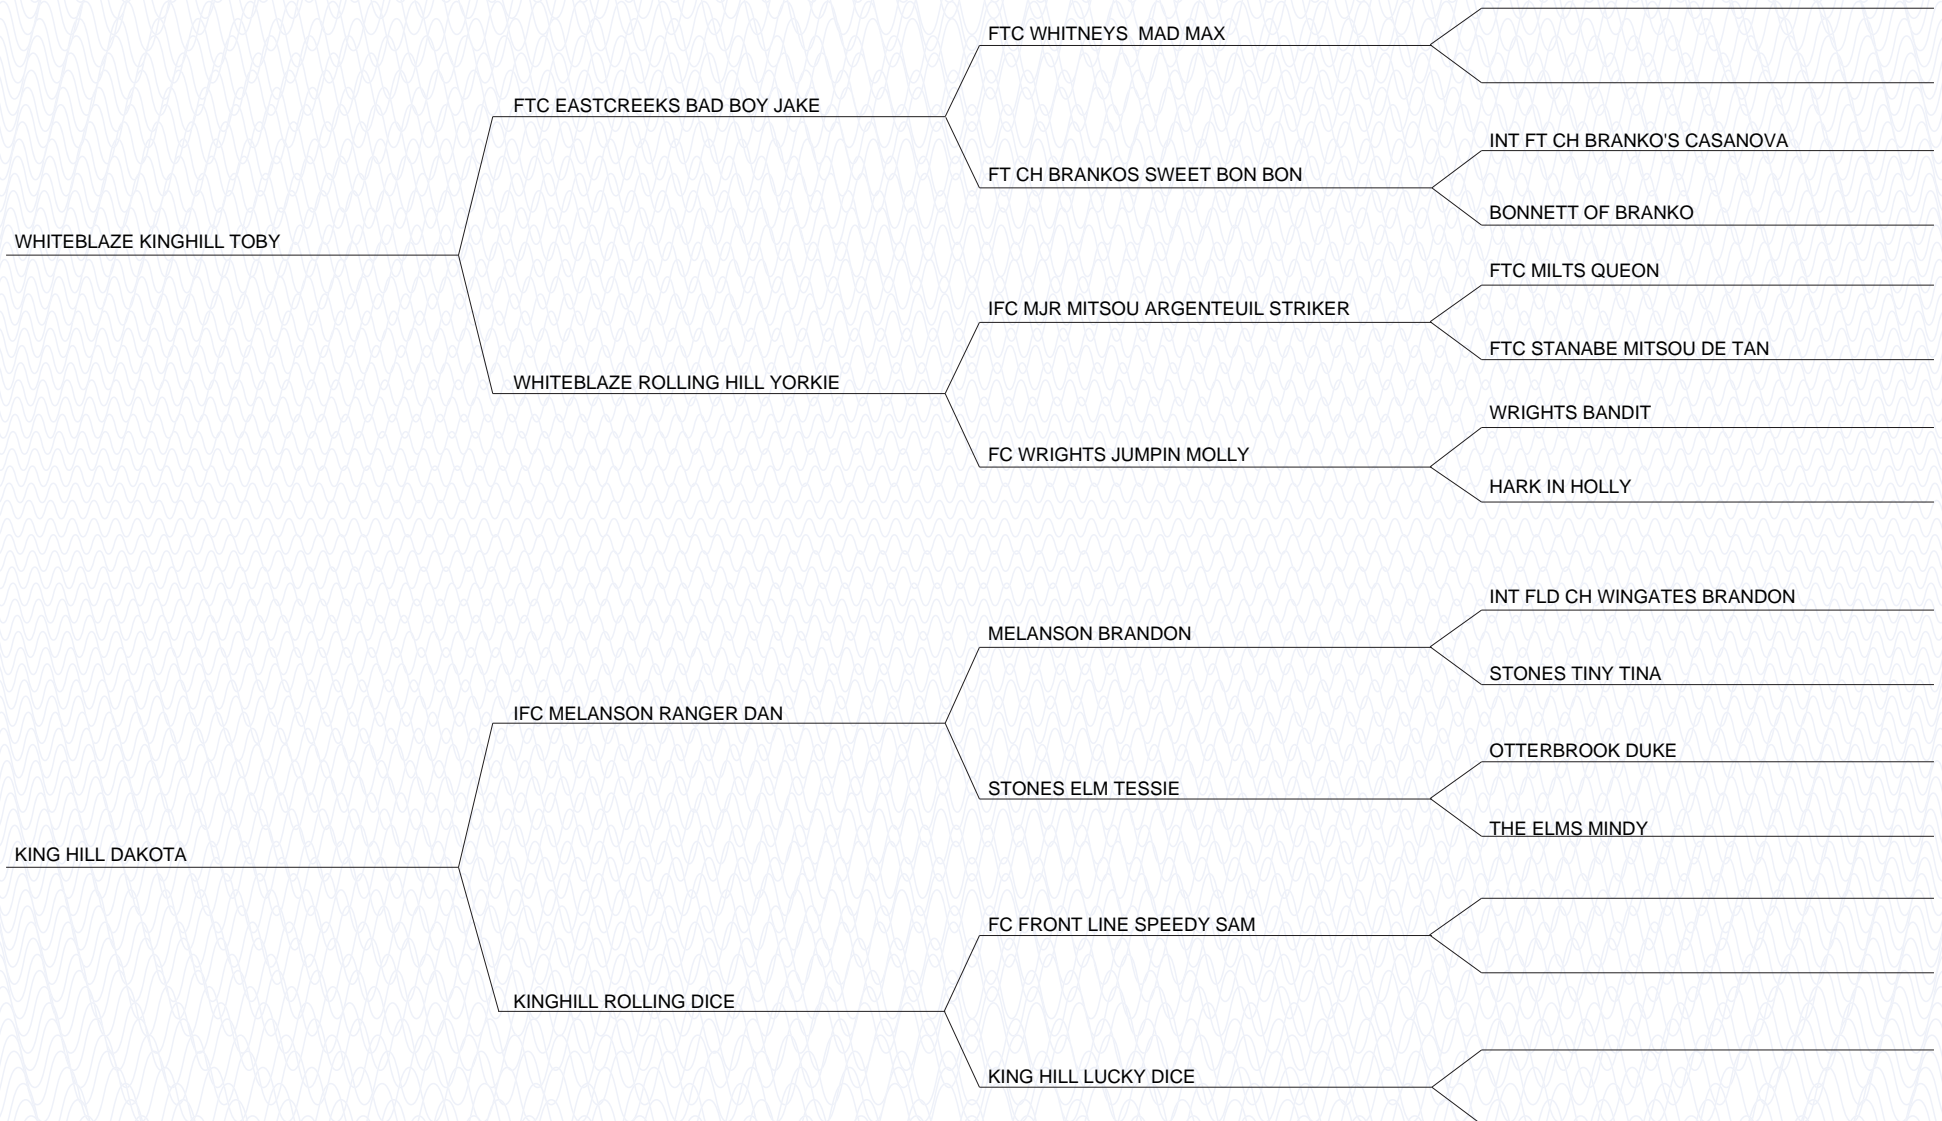 FTC WHITNEYS  MAD MAX
FTC EASTCREEKS BAD BOY JAKE
INT FT CH BRANKO'S CASANOVA
FT CH BRANKOS SWEET BON BON
BONNETT OF BRANKO
WHITEBLAZE KINGHILL TOBY
FTC MILTS QUEON
IFC MJR MITSOU ARGENTEUIL STRIKER
FTC STANABE MITSOU DE TAN
WHITEBLAZE ROLLING HILL YORKIE
WRIGHTS BANDIT
FC WRIGHTS JUMPIN MOLLY
HARK IN HOLLY
INT FLD CH WINGATES BRANDON
MELANSON BRANDON
STONES TINY TINA
IFC MELANSON RANGER DAN
OTTERBROOK DUKE
STONES ELM TESSIE
THE ELMS MINDY
KING HILL DAKOTA
FC FRONT LINE SPEEDY SAM
KINGHILL ROLLING DICE
KING HILL LUCKY DICE